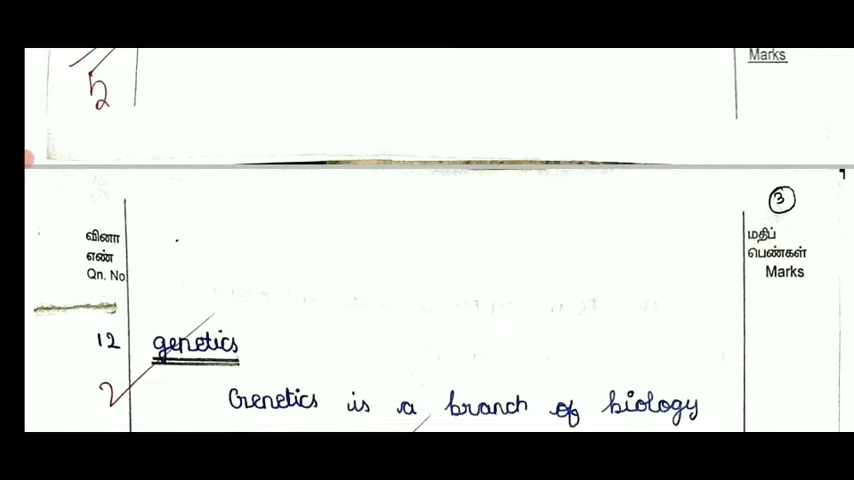 Marks
2
3
வினா
எண்
Qn. No
மதிப்
பெண்கள்
Marks
12 genetics
2
Genetics is a branch of biology